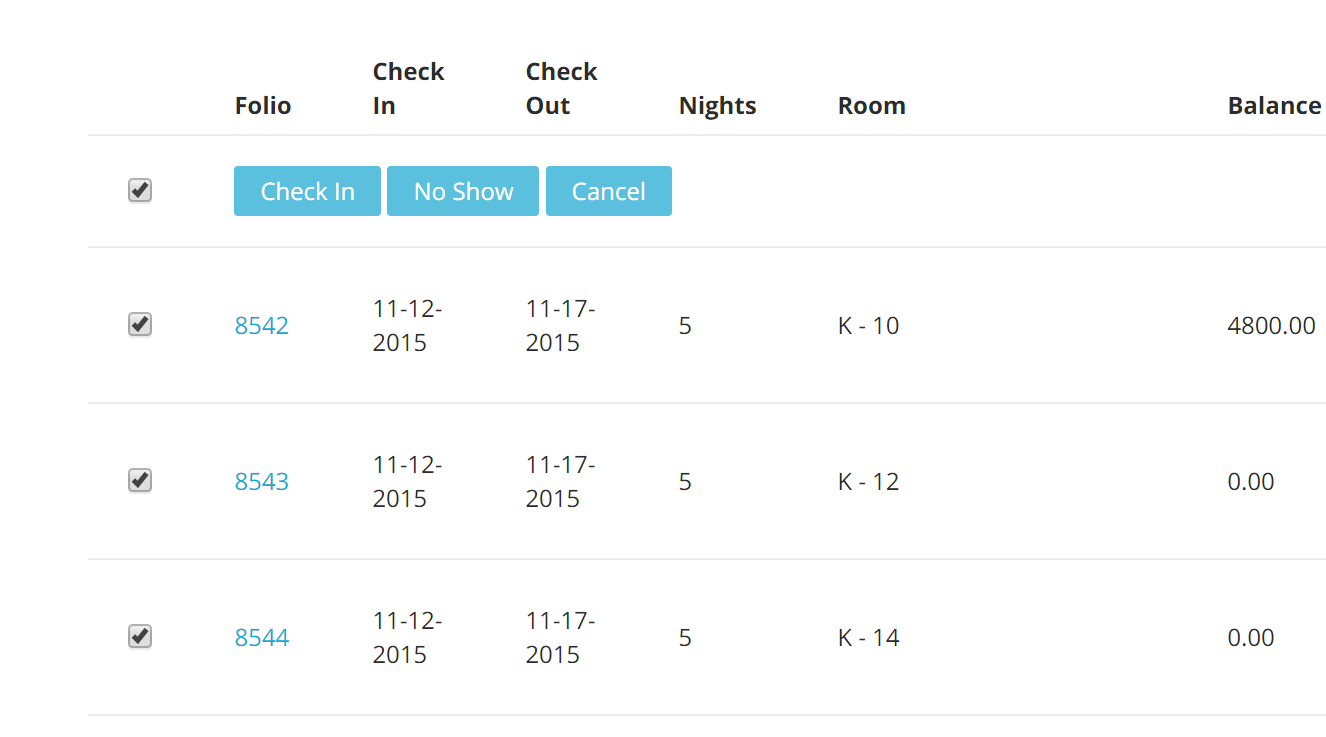 Folio Check In Check Out Nights Room Balance
Check In No Show Cancel
8542 11-12-2015 11-17-2015 5 K - 10 4800.00
8543 11-12-2015 11-17-2015 5 K - 12 0.00
8544 11-12-2015 11-17-2015 5 K - 14 0.00